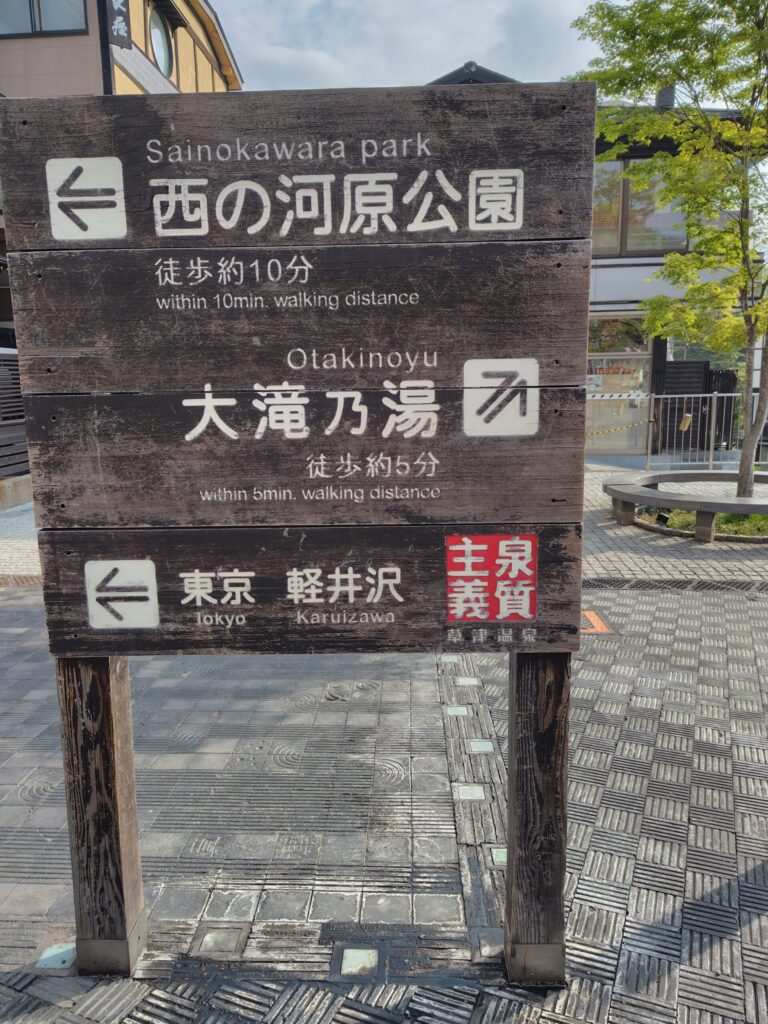 Sainokawara park
西の河原公園
徒歩約10分
within 10min. walking distance
Otakinoyu
大滝乃湯
徒歩約5分
within 5min. walking distance
東京 軽井沢
Tokyo Karuizawa
泉質
主義
草津温泉